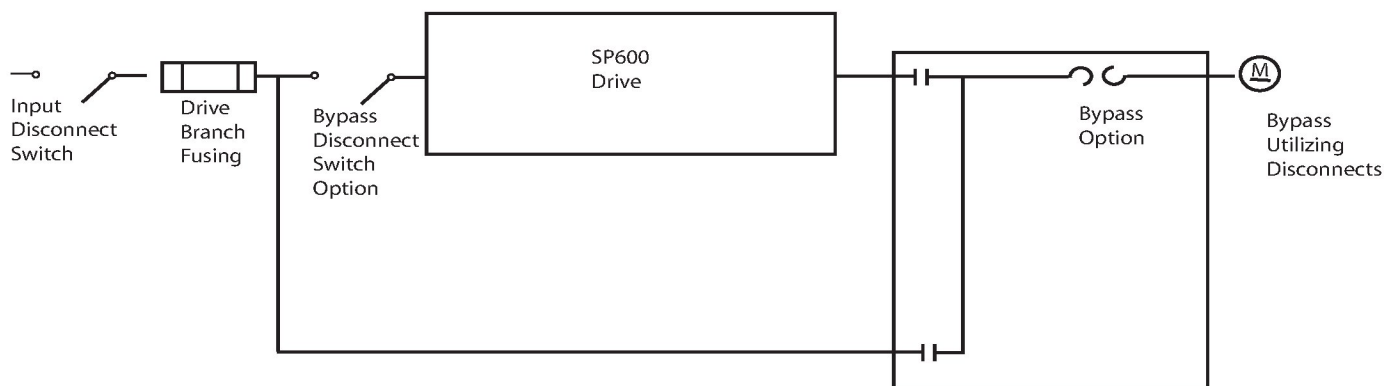 SP600
Drive
Input
Disconnect
Switch
Drive
Branch
Fusing
Bypass
Disconnect
Switch
Option
Bypass
Option
M
Bypass
Utilizing
Disconnects